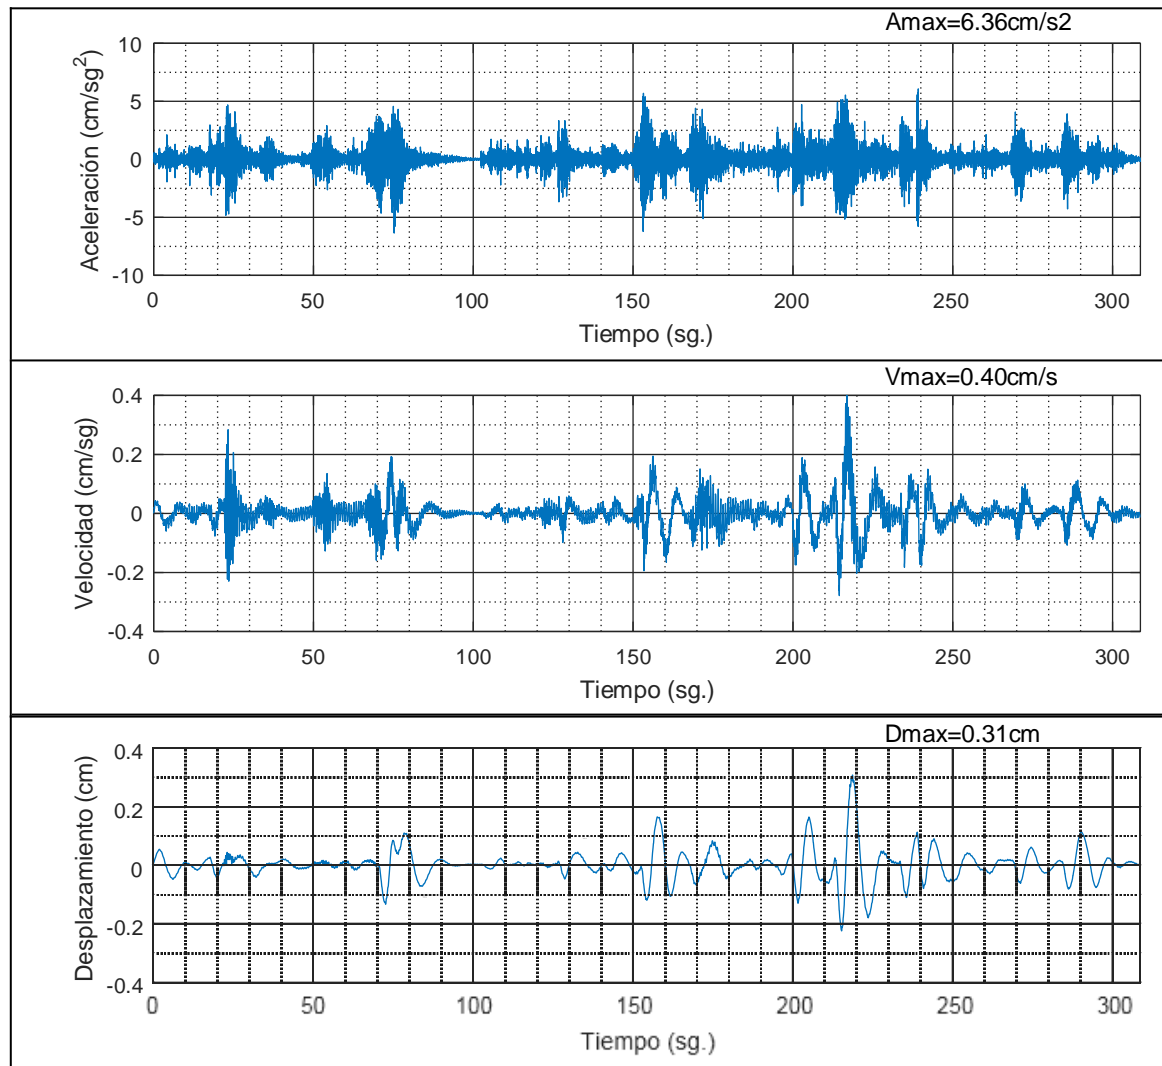 Amax=6.36cm/s2
10
5
0
-5
-10
Aceleración (cm/sg2)
0 50 100 150 200 250 300
Tiempo (sg.)
Vmax=0.40cm/s
0.4
0.2
0
-0.2
-0.4
Velocidad (cm/sg)
0 50 100 150 200 250 300
Tiempo (sg.)
Dmax=0.31cm
0.4
0.2
0
-0.2
-0.4
Desplazamiento (cm)
0 50 100 150 200 250 300
Tiempo (sg.)